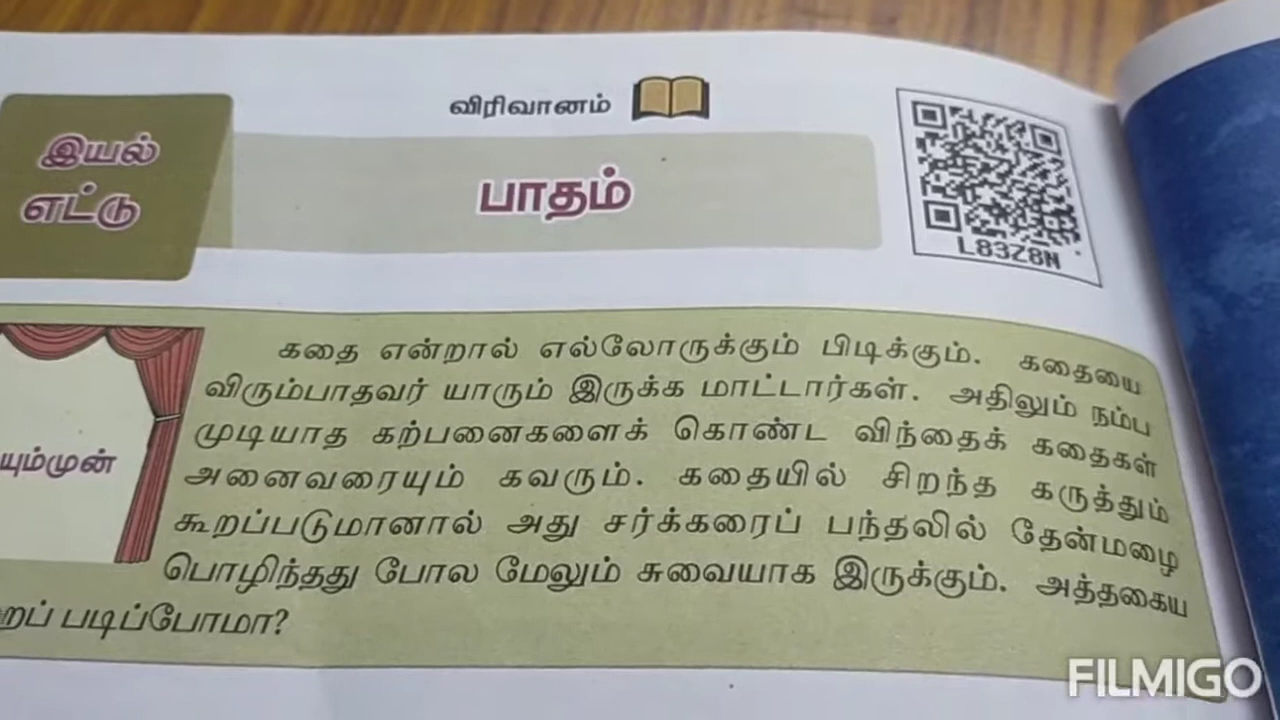 விரிவானம்
இயல்
எட்டு
பாதம்
L83Z8N
கதை என்றால் எல்லோருக்கும் பிடிக்கும். கதையை
விரும்பாதவர் யாரும் இருக்க மாட்டார்கள். அதிலும் நம்ப
முடியாத கற்பனைகளைக் கொண்ட விந்தைக் கதைகள்
அனைவரையும் கவரும். கதையில் சிறந்த கருத்தும்
கூறப்படுமானால் அது சர்க்கரைப் பந்தலில் தேன்மழை
பொழிந்தது போல மேலும் சுவையாக இருக்கும். அத்தகைய
படிப்போமா?
யும்முன்
FILMIGO